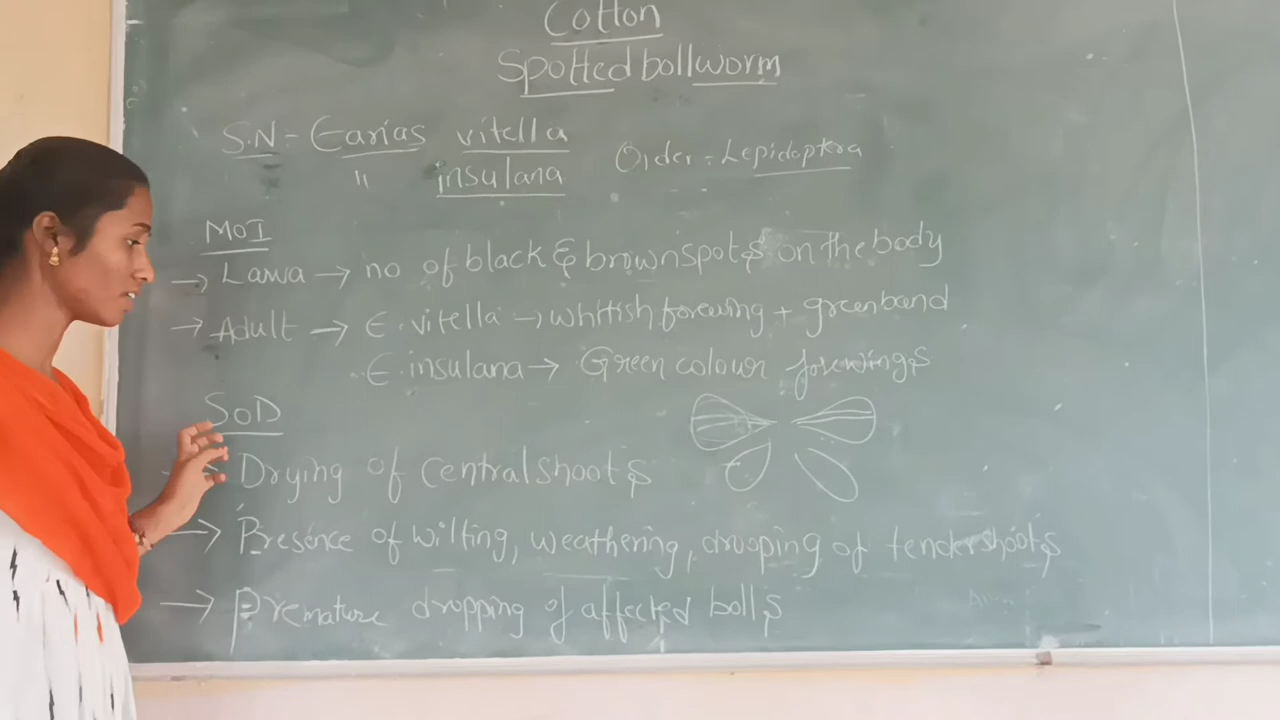 Cotton
Spotted bollworm
S.N - Earias vitella
" insulana
Order - Lepidoptera
MOI
→ Larva → no of black & brown spots on the body
→ Adult → E. vitella → whitish forewing + green band
E. insulana → Green colour forewings
SOD
→ Drying of central shoots
→ Presence of wilting, weathering, drooping of tender shoots
→ Premature dropping of affected bolls